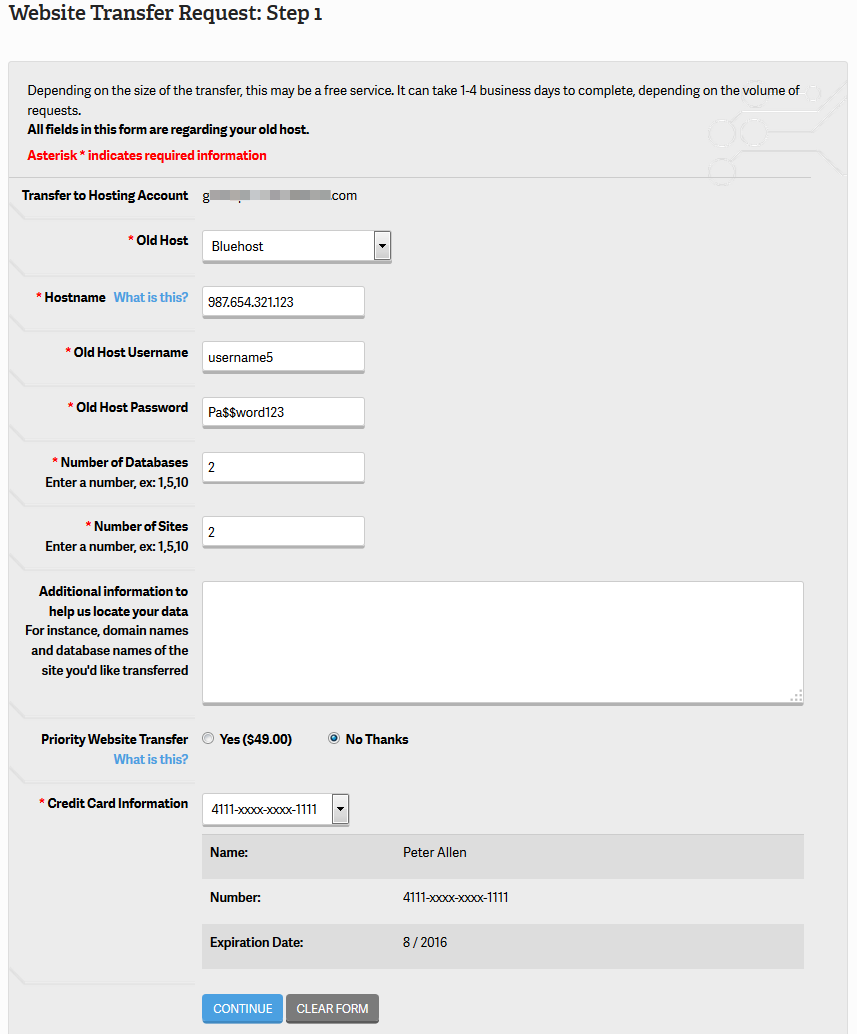 Website Transfer Request: Step 1
Depending on the size of the transfer, this may be a free service. It can take 1-4 business days to complete, depending on the volume of
requests.
All fields in this form are regarding your old host.
Asterisk * indicates required information
Transfer to Hosting Account g .com
* Old Host Bluehost
* Hostname What is this? 987.654.321.123
* Old Host Username username5
* Old Host Password Pa$$word123
* Number of Databases 2
Enter a number, ex: 1,5,10
* Number of Sites 2
Enter a number, ex: 1,5,10
Additional information to
help us locate your data
For instance, domain names
and database names of the
site you'd like transferred
Priority Website Transfer Yes ($49.00) No Thanks
What is this?
* Credit Card Information 4111-xxxx-xxxx-1111
Name: Peter Allen
Number: 4111-xxxx-xxxx-1111
Expiration Date: 8 / 2016
CONTINUE CLEAR FORM